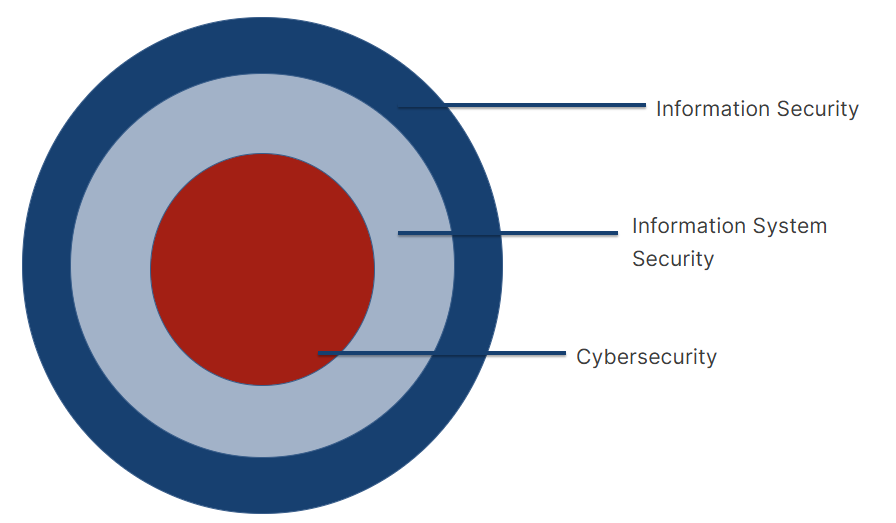 Information Security
Information System
Security
Cybersecurity